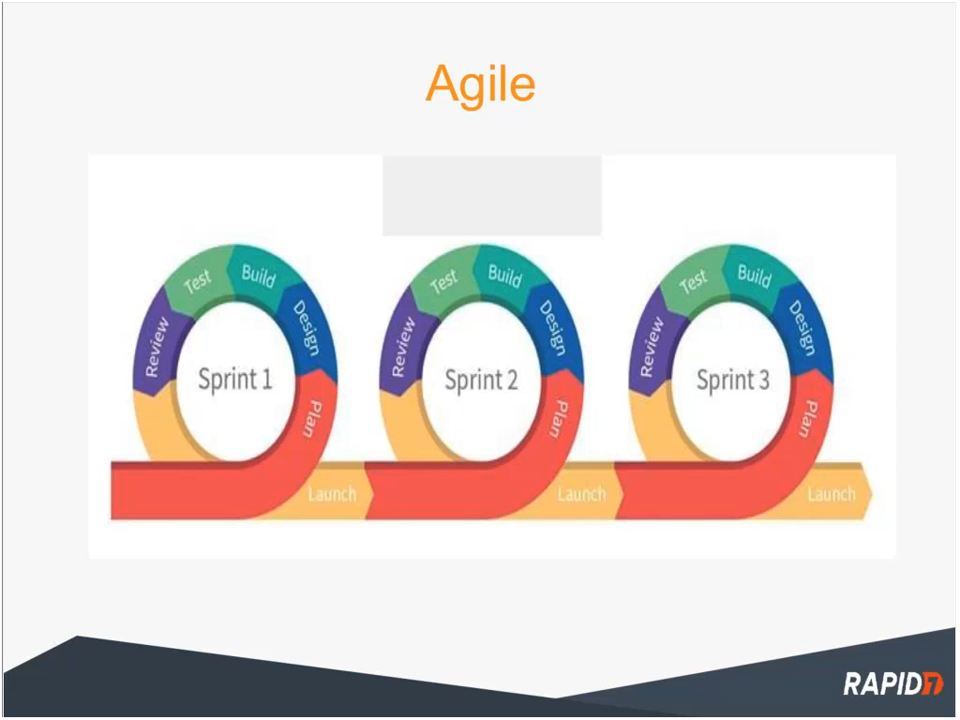 Agile
Test
Build
Review
Design
Sprint 1
Plan
Launch
Test
Build
Review
Design
Sprint 2
Plan
Launch
Test
Build
Review
Design
Sprint 3
Plan
Launch
RAPID7